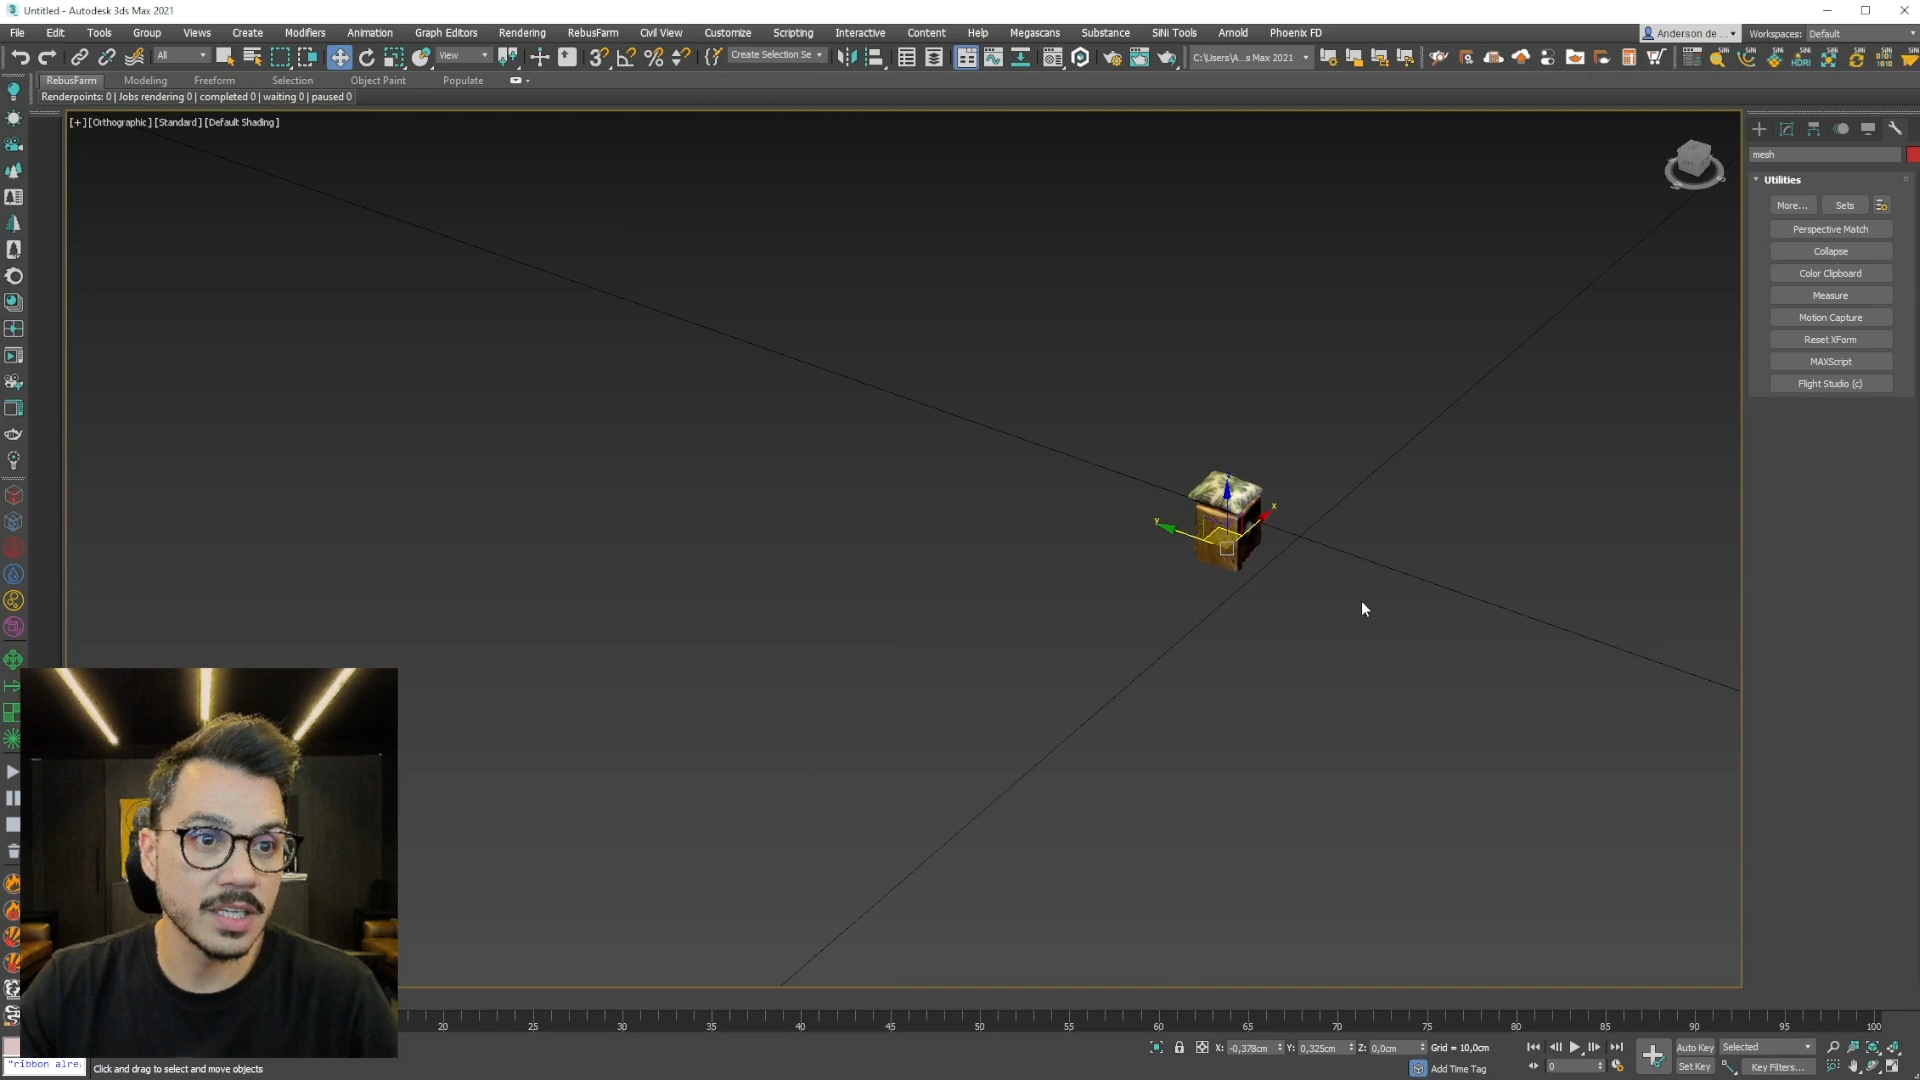 Untitled - Autodesk 3ds Max 2021
File Edit Tools Group Views Create Modifiers Animation Graph Editors Rendering RebusFarm Civil View Customize Scripting Interactive Content Help Megascans Substance SiNi Tools Arnold Phoenix FD
Anderson de ... Workspaces: Default
All View Create Selection Se C:\Users\A...s Max 2021
RebusFarm Modeling Freeform Selection Object Paint Populate
Renderpoints: 0 | Jobs rendering 0 | completed 0 | waiting 0 | paused 0
[+] [Orthographic] [Standard] [Default Shading]
mesh
Utilities
More... Sets
Perspective Match
Collapse
Color Clipboard
Measure
Motion Capture
Reset XForm
MAXScript
Flight Studio (c)
y x
20 25 30 35 40 45 50 55 60 65 70 75 80 85 90 95 100
X: -0,378cm Y: 0,325cm Z: 0,0cm Grid = 10,0cm
Auto Key Selected
"ribbon alre
Click and drag to select and move objects
Add Time Tag
0
Set Key Key Filters...